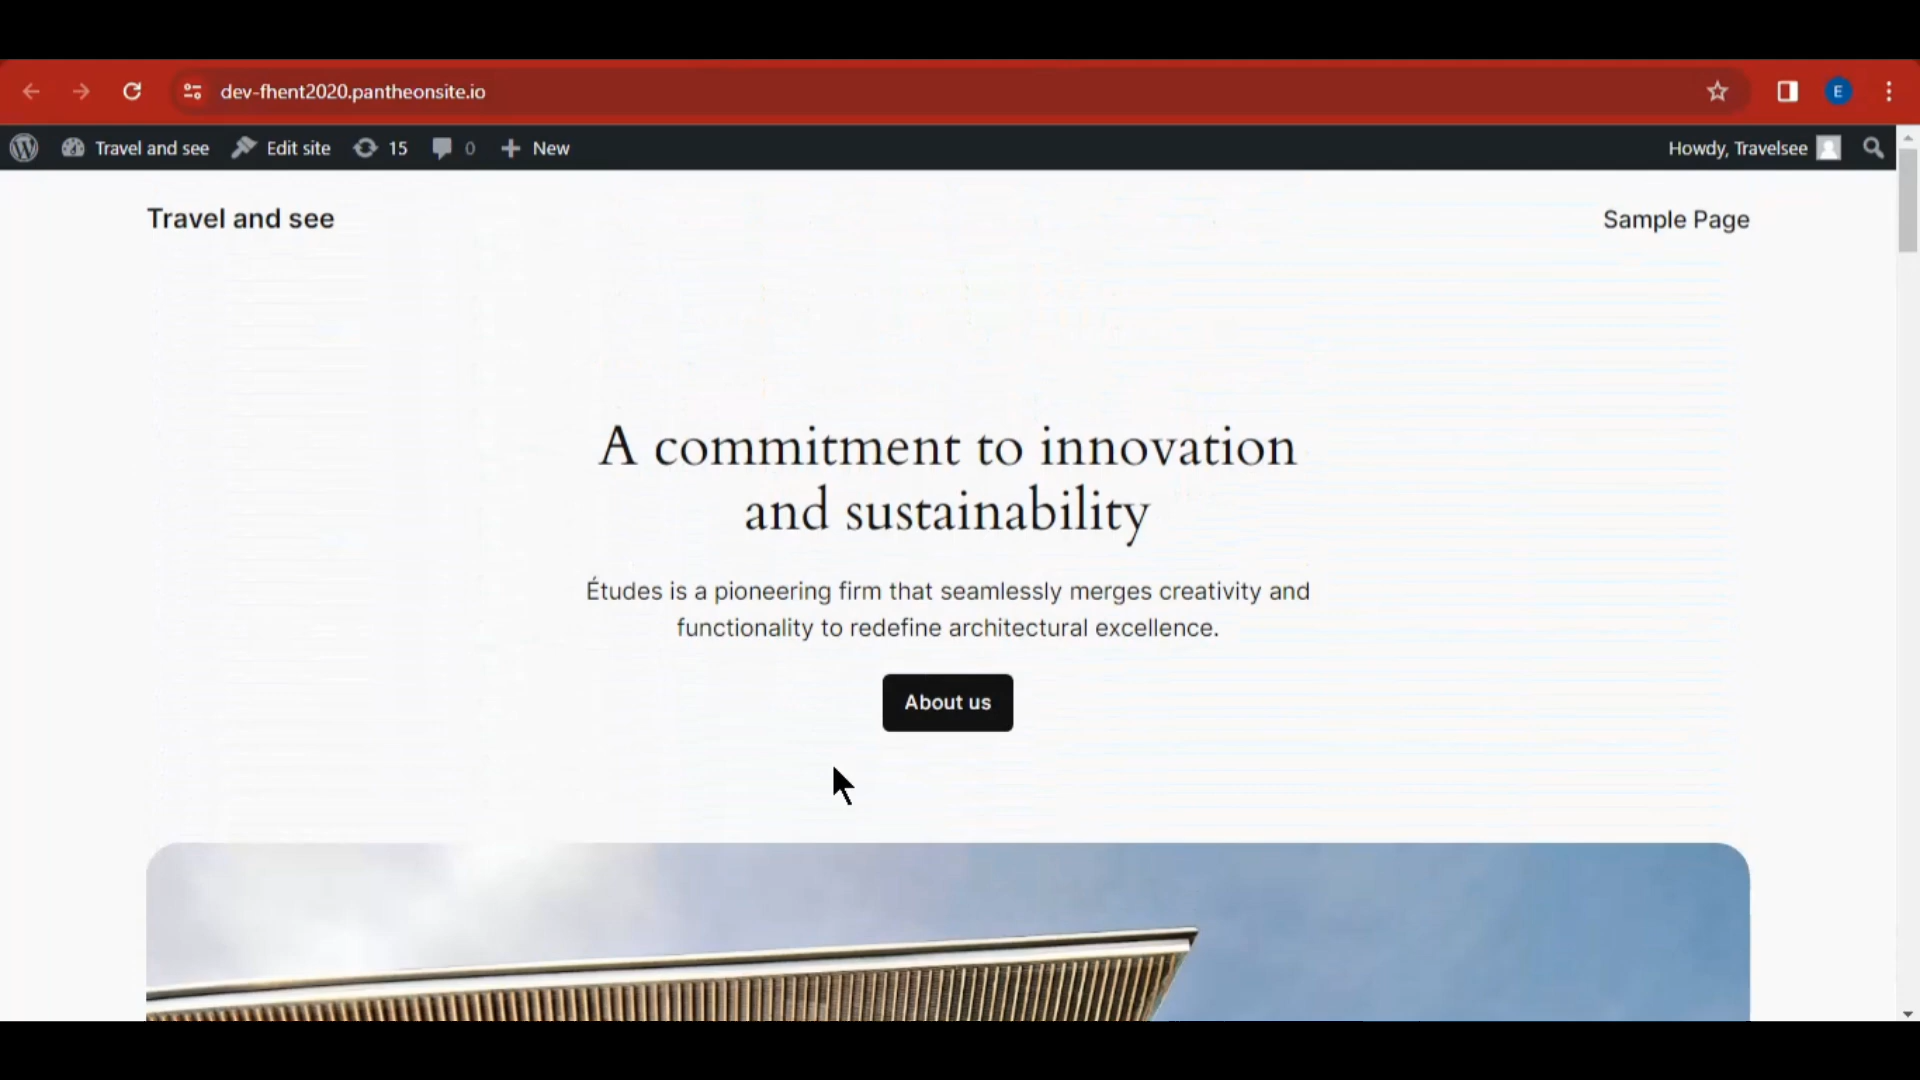 dev-fhent2020.pantheonsite.io
E
Travel and see Edit site 15 0 New Howdy, Travelsee
Travel and see Sample Page
A commitment to innovation
and sustainability
Études is a pioneering firm that seamlessly merges creativity and
functionality to redefine architectural excellence.
About us